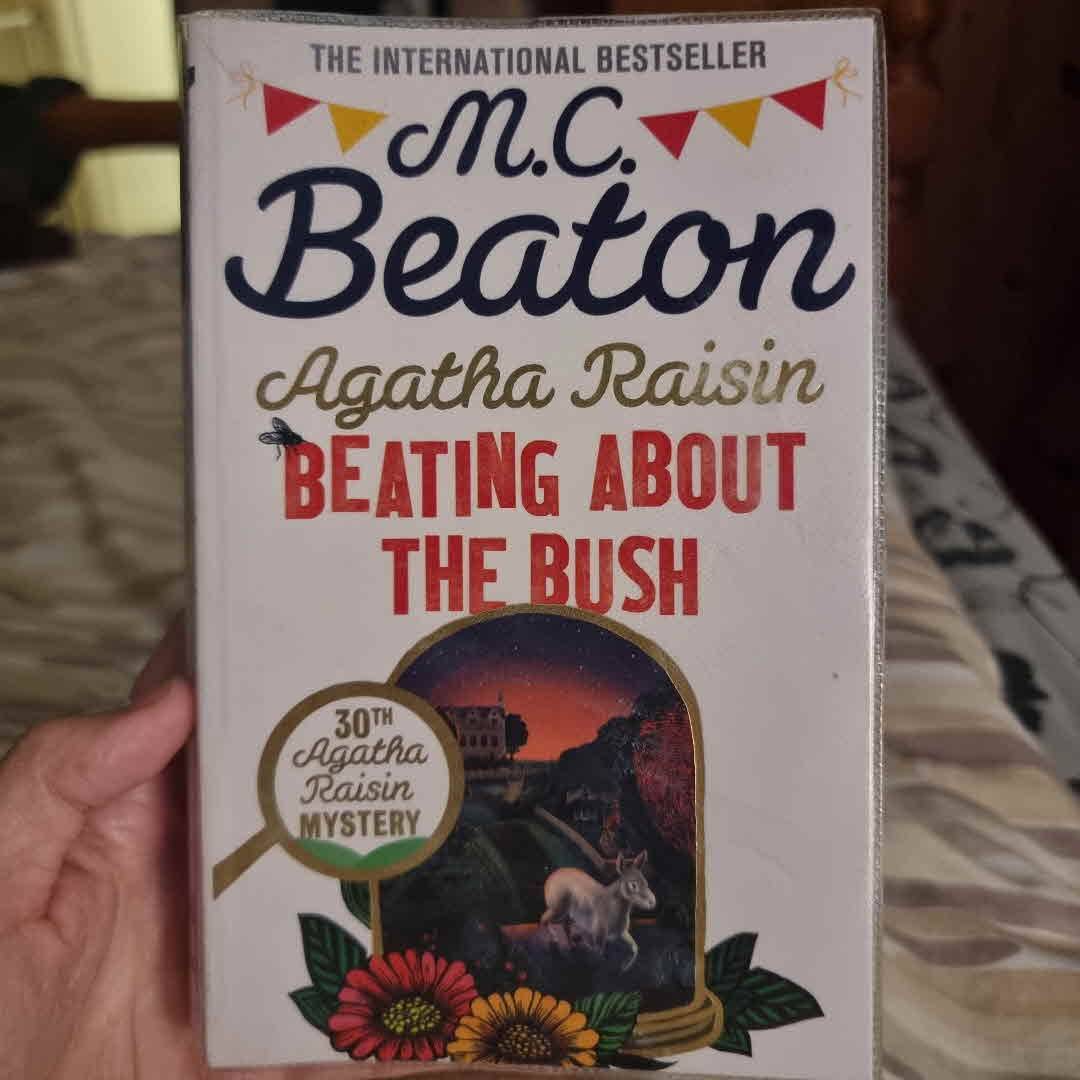 THE INTERNATIONAL BESTSELLER
M.C.
Beaton
Agatha Raisin
BEATING ABOUT
THE BUSH
30TH
Agatha
Raisin
MYSTERY